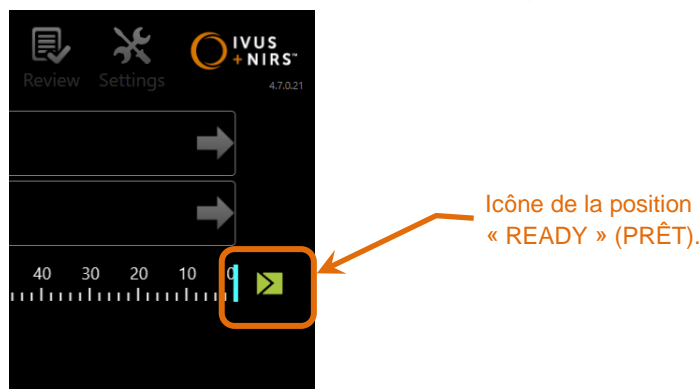 IVUS
+NIRS™
Review Settings
4.7.0.21
Icône de la position
« READY » (PRÊT).
40 30 20 10 0